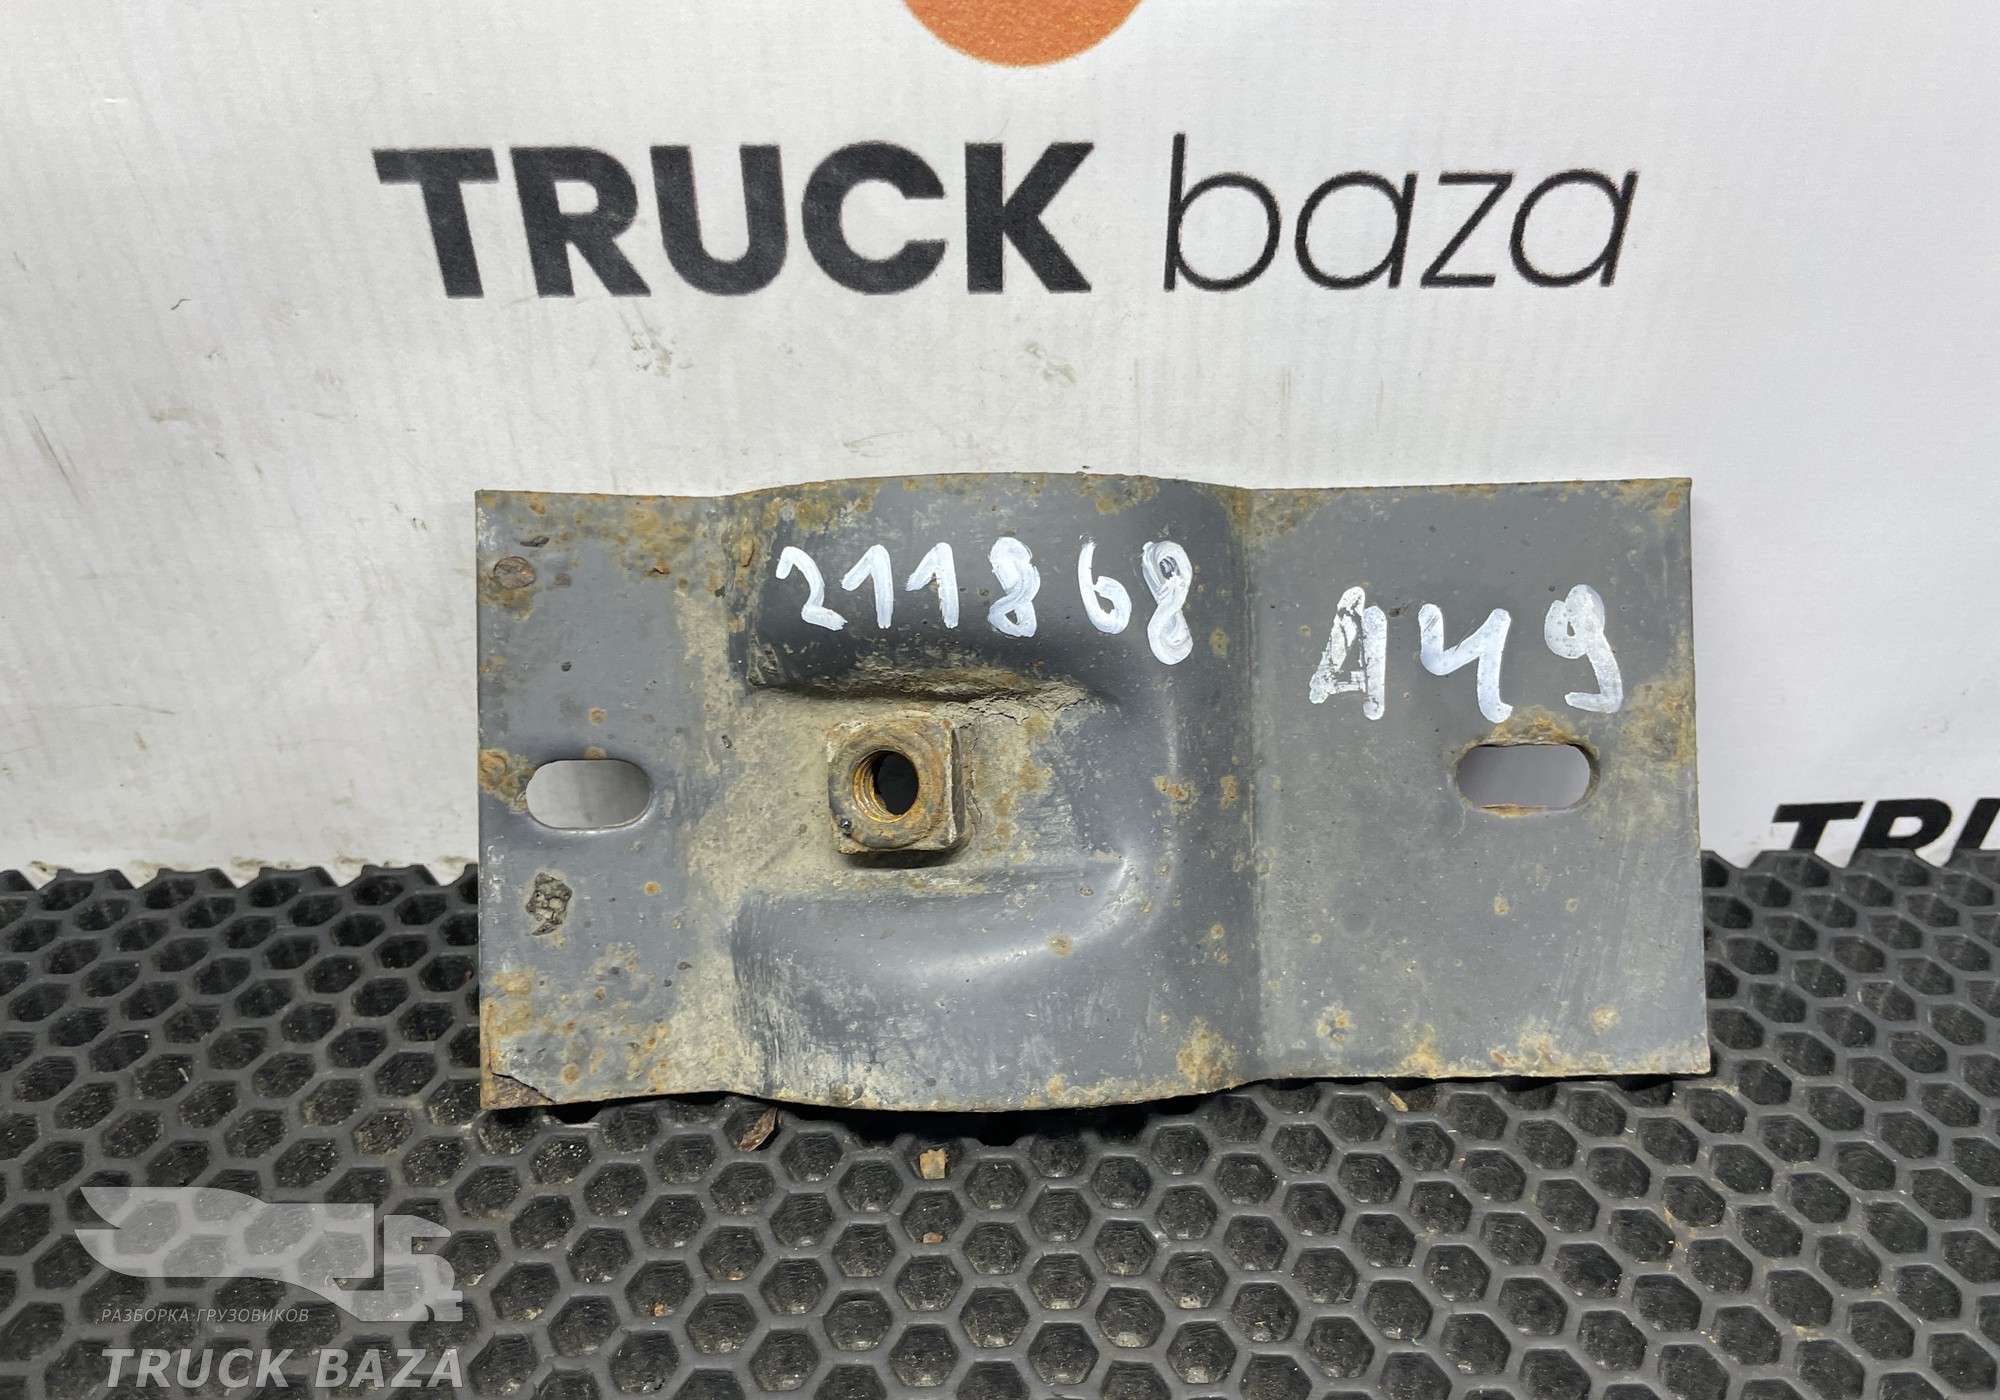 TRUCK baza
211868
A49
TRU
РАЗБОРКА ГРУЗОВИКОВ
TRUCK BAZA